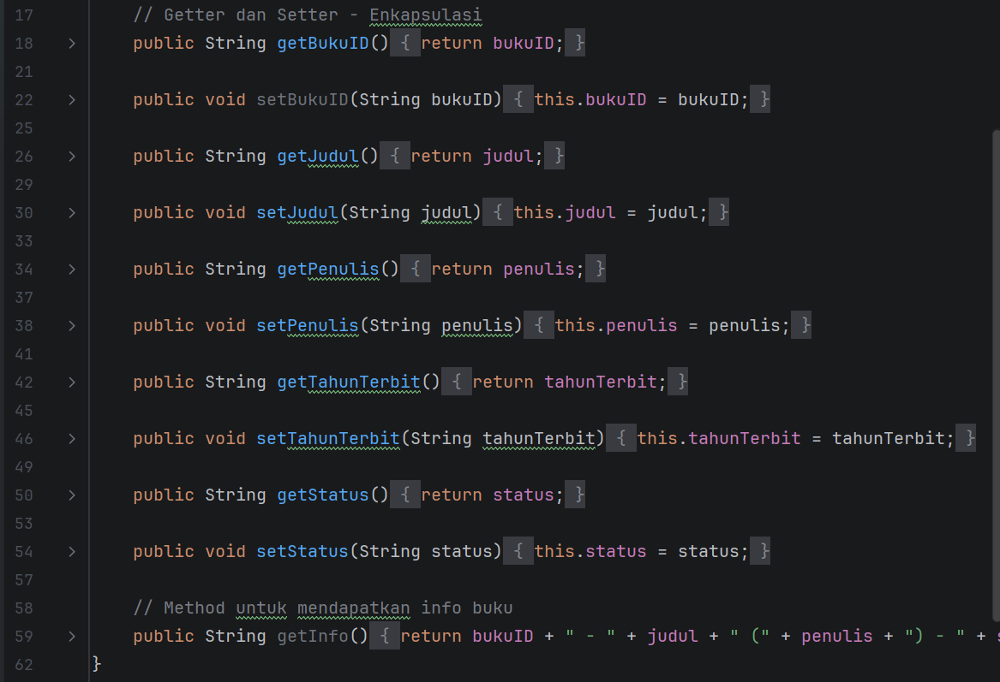 17 // Getter dan Setter - Enkapsulasi
18 public String getBukuID() { return bukuID; }
21
22 public void setBukuID(String bukuID) { this.bukuID = bukuID; }
25
26 public String getJudul() { return judul; }
29
30 public void setJudul(String judul) { this.judul = judul; }
33
34 public String getPenulis() { return penulis; }
37
38 public void setPenulis(String penulis) { this.penulis = penulis; }
41
42 public String getTahunTerbit() { return tahunTerbit; }
45
46 public void setTahunTerbit(String tahunTerbit) { this.tahunTerbit = tahunTerbit; }
49
50 public String getStatus() { return status; }
53
54 public void setStatus(String status) { this.status = status; }
57
58 // Method untuk mendapatkan info buku
59 public String getInfo() { return bukuID + " - " + judul + " (" + penulis + ") - " +
62 }